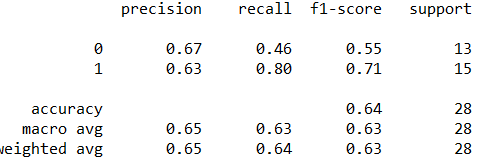 precision recall f1-score support
0 0.67 0.46 0.55 13
1 0.63 0.80 0.71 15
accuracy 0.64 28
macro avg 0.65 0.63 0.63 28
weighted avg 0.65 0.64 0.63 28